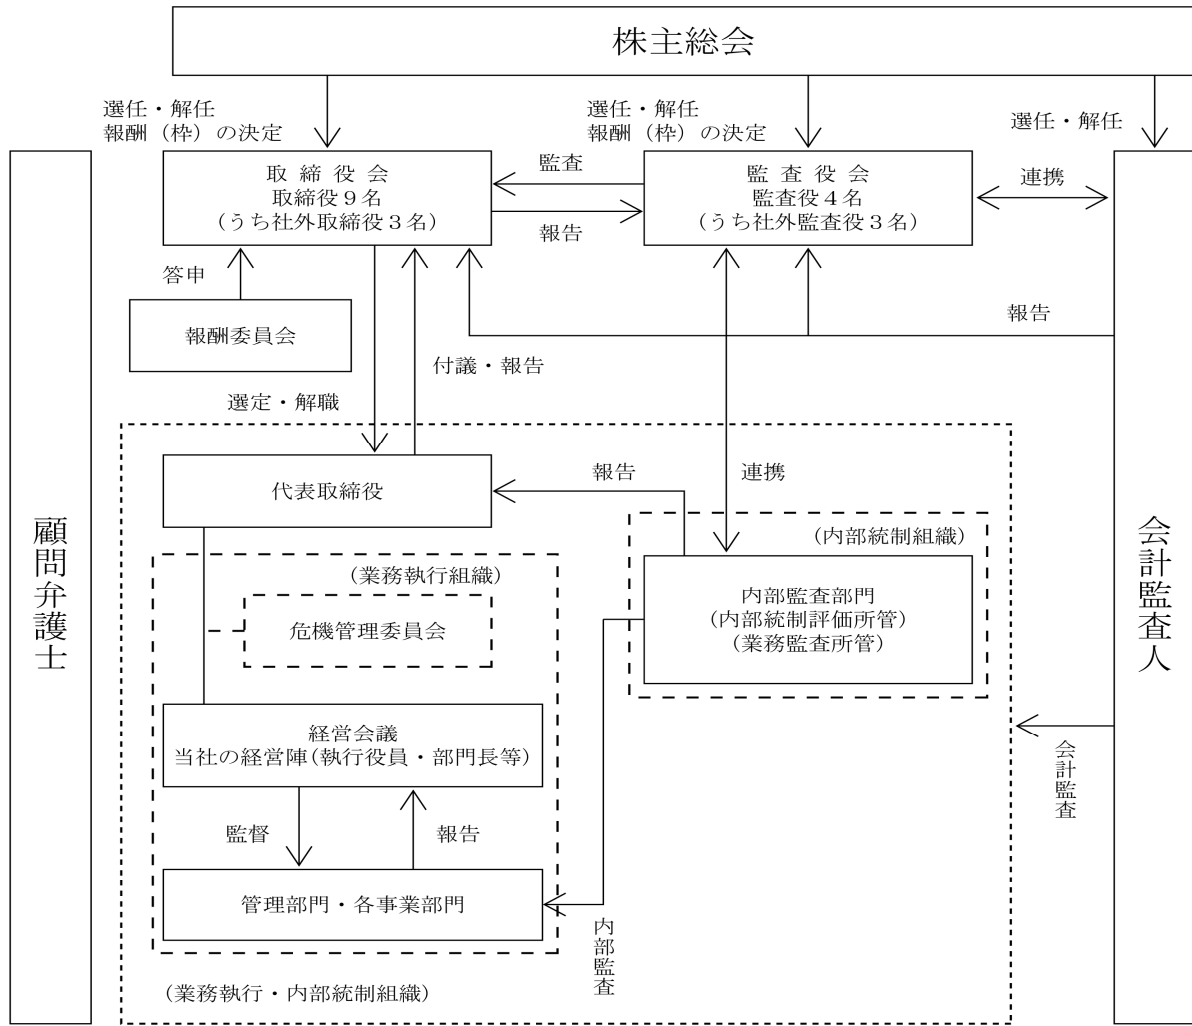 株主総会
選任・解任
報酬（枠）の決定
選任・解任
報酬（枠）の決定
選任・解任
取締役会
取締役９名
(うち社外取締役３名)
監査
報告
監査役会
監査役４名
(うち社外監査役３名)
連携
答申
報酬委員会
報告
付議・報告
選定・解職
代表取締役
報告
連携
顧問弁護士
会計監査人
(業務執行組織)
危機管理委員会
(内部統制組織)
内部監査部門
(内部統制評価所管)
(業務監査所管)
経営会議
当社の経営陣(執行役員・部門長等)
会計監査
監督
報告
管理部門・各事業部門
内部監査
(業務執行・内部統制組織)